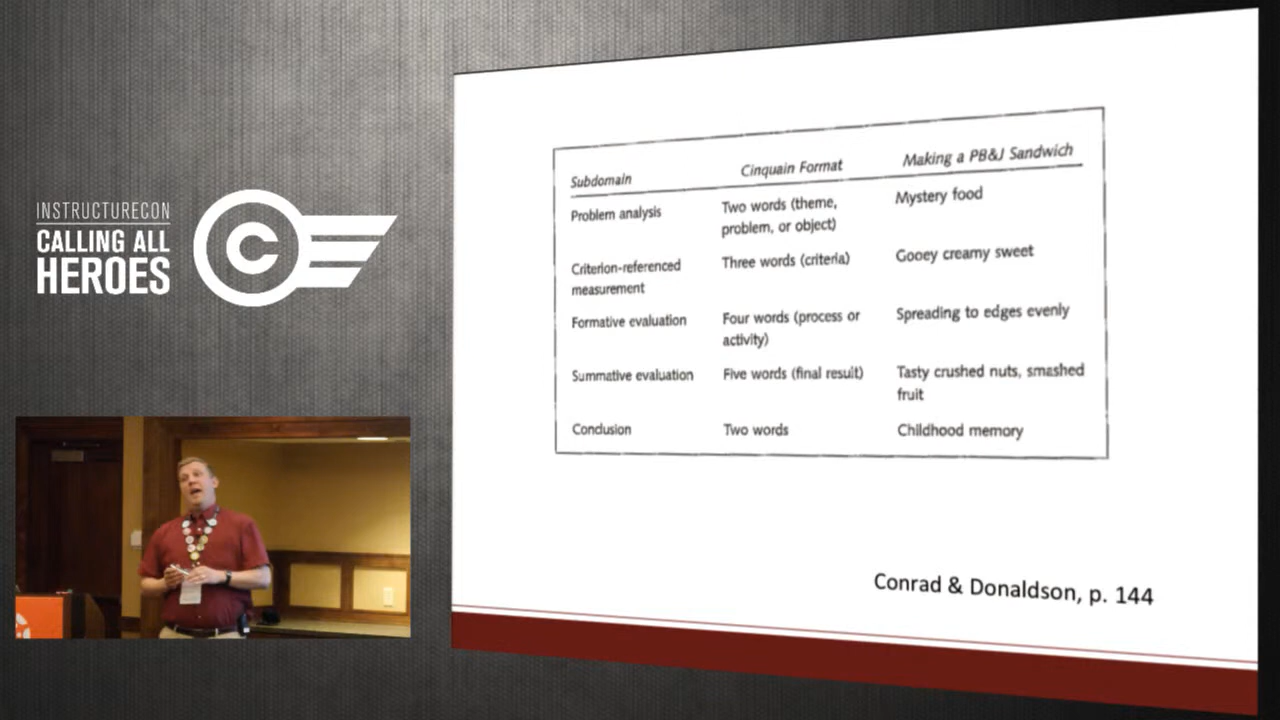 INSTRUCTURECON
CALLING ALL
HEROES
C
Subdomain Cinquain Format Making a PB&J Sandwich
Problem analysis Two words (theme, Mystery food
problem, or object)
Criterion-referenced Three words (criteria) Gooey creamy sweet
measurement
Formative evaluation Four words (process or Spreading to edges evenly
activity)
Summative evaluation Five words (final result) Tasty crushed nuts, smashed
fruit
Conclusion Two words Childhood memory
Conrad & Donaldson, p. 144